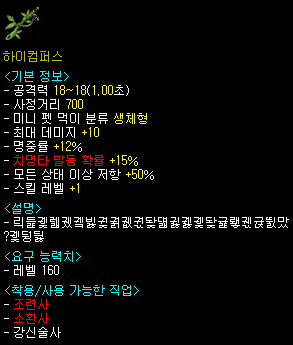 하이컴퍼스
<기본 정보>
- 공격력 18~18(1.00초)
- 사정거리 700
- 미니 펫 먹이 분류 생체형
- 최대 데미지 +10
- 명중률 +12%
- 치명타 발동 확률 +15%
- 모든 상태 이상 저항 +50%
- 스킬 레벨 +1
<설명>
<요구 능력치>
- 레벨 160
<착용/사용 가능한 직업>
- 조련사
- 소환사
- 강신술사